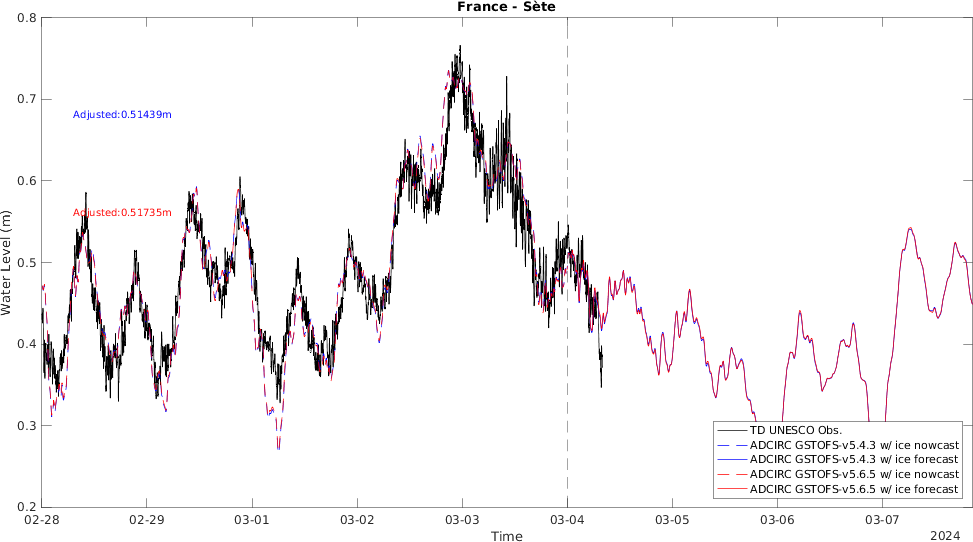 France - Sète
0.8
0.7
0.6
0.5
0.4
0.3
0.2
Water Level (m)
Adjusted:0.51439m
Adjusted:0.51735m
TD UNESCO Obs.
ADCIRC GSTOFS-v5.4.3 w/ ice nowcast
ADCIRC GSTOFS-v5.4.3 w/ ice forecast
ADCIRC GSTOFS-v5.6.5 w/ ice nowcast
ADCIRC GSTOFS-v5.6.5 w/ ice forecast
02-28 02-29 03-01 03-02 03-03 03-04 03-05 03-06 03-07
Time
2024